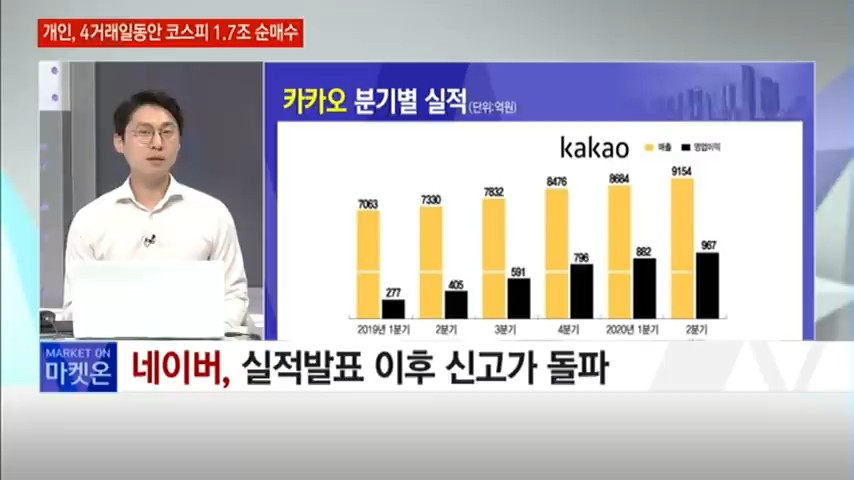 개인, 4거래일동안 코스피 1.7조 순매수
카카오 분기별 실적(단위:억원)
kakao 매출 영업이익
7063 7330 7832 8476 8684 9154
277 405 591 796 882 967
2019년 1분기 2분기 3분기 4분기 2020년 1분기 2분기
MARKET ON
마켓온
네이버, 실적발표 이후 신고가 돌파